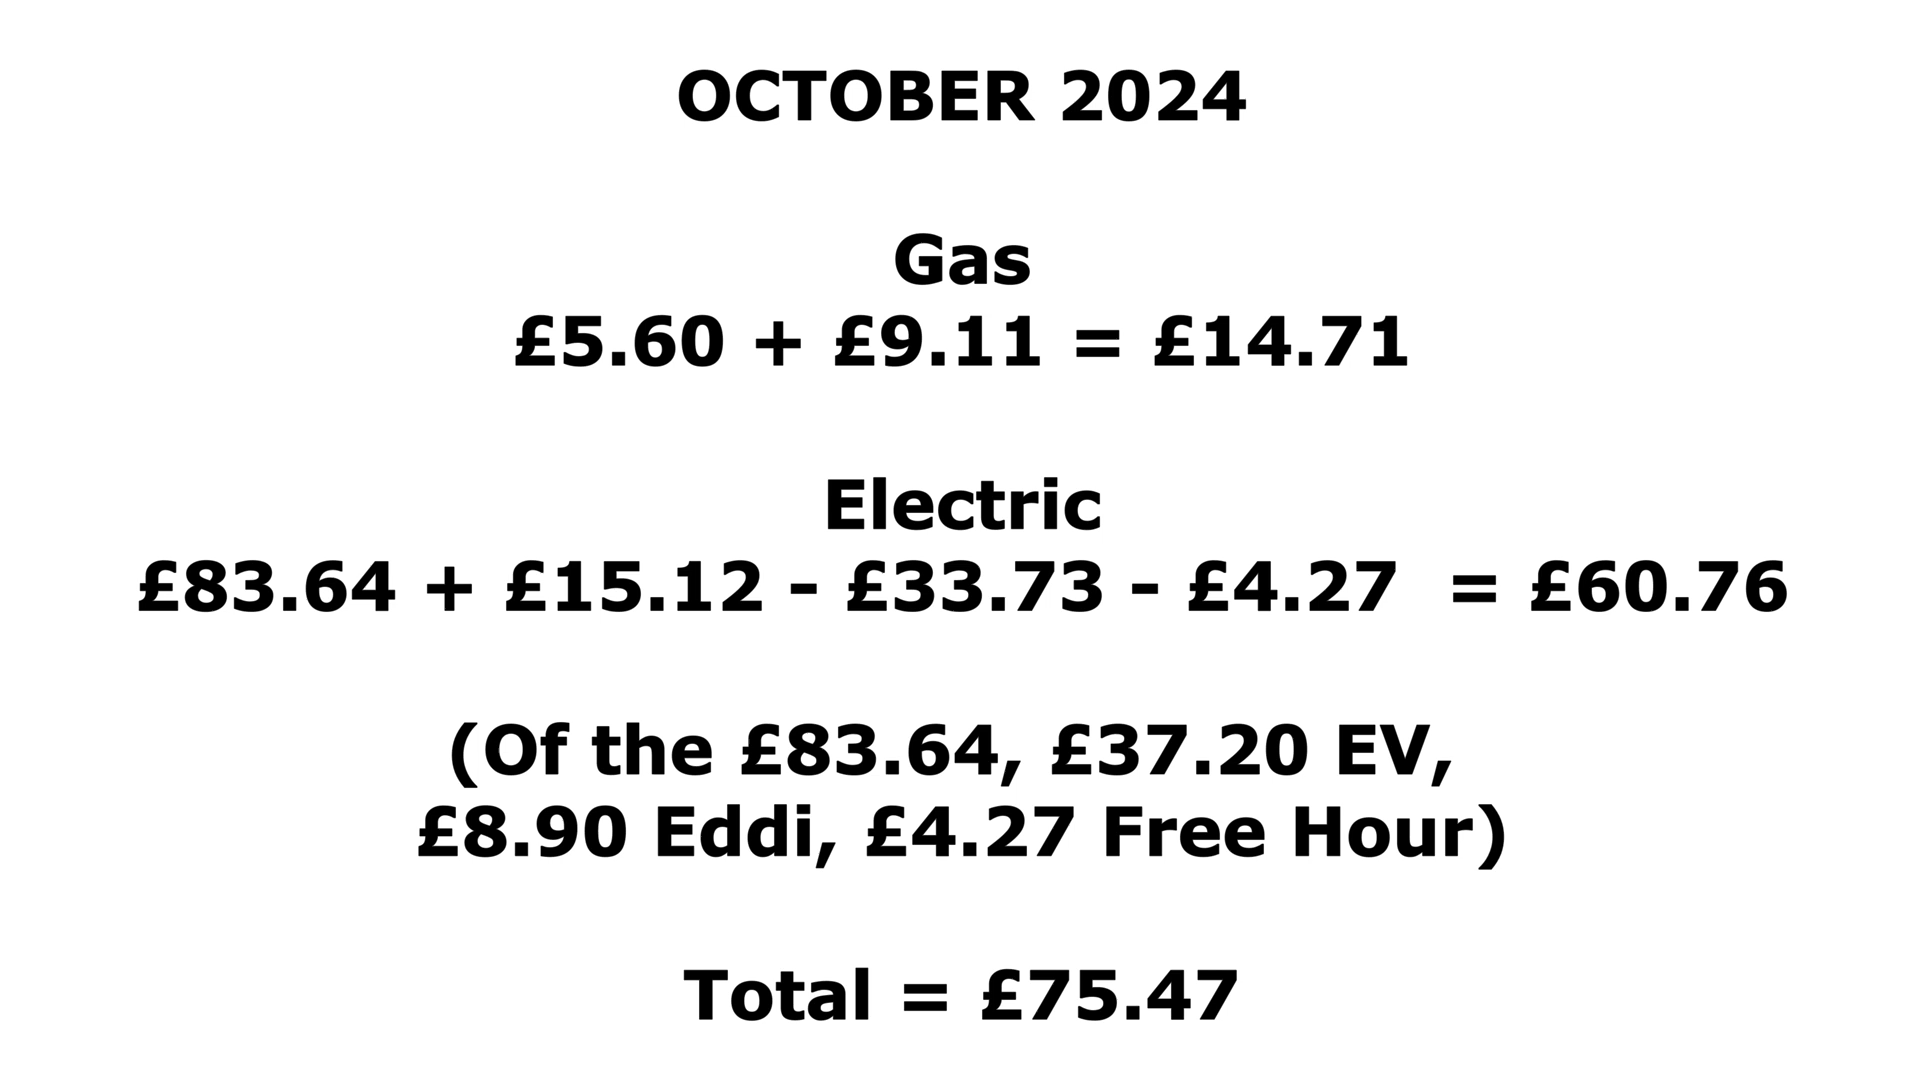 OCTOBER 2024
Gas
£5.60 + £9.11 = £14.71
Electric
£83.64 + £15.12 - £33.73 - £4.27 = £60.76
(Of the £83.64, £37.20 EV,
£8.90 Eddi, £4.27 Free Hour)
Total = £75.47